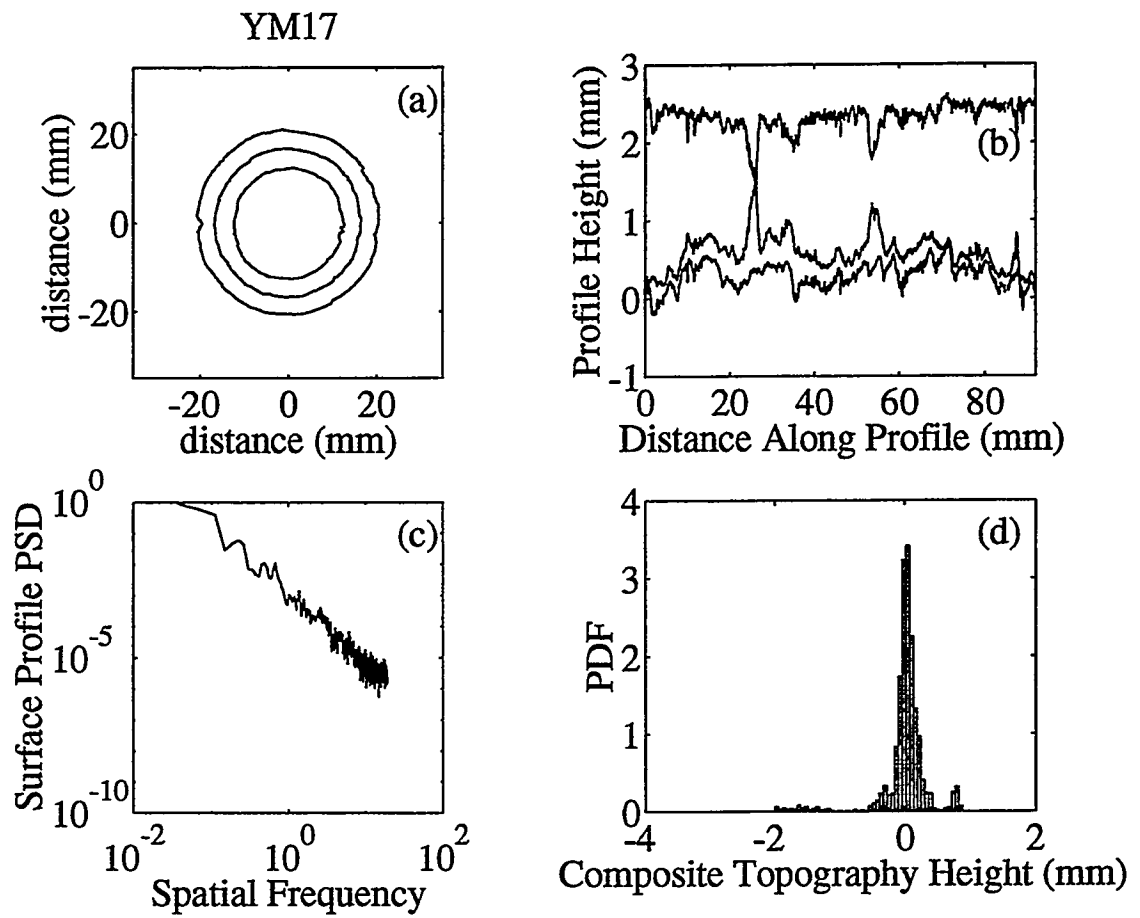 YM17
(a)
20
0
-20
distance (mm)
-20 0 20
distance (mm)
3
2
1
0
-1
Profile Height (mm)
(b)
0 20 40 60 80
Distance Along Profile (mm)
10^0
10^-5
10^-10
Surface Profile PSD
(c)
10^-2 10^0 10^2
Spatial Frequency
4
3
2
1
0
PDF
(d)
-4 -2 0 2
Composite Topography Height (mm)